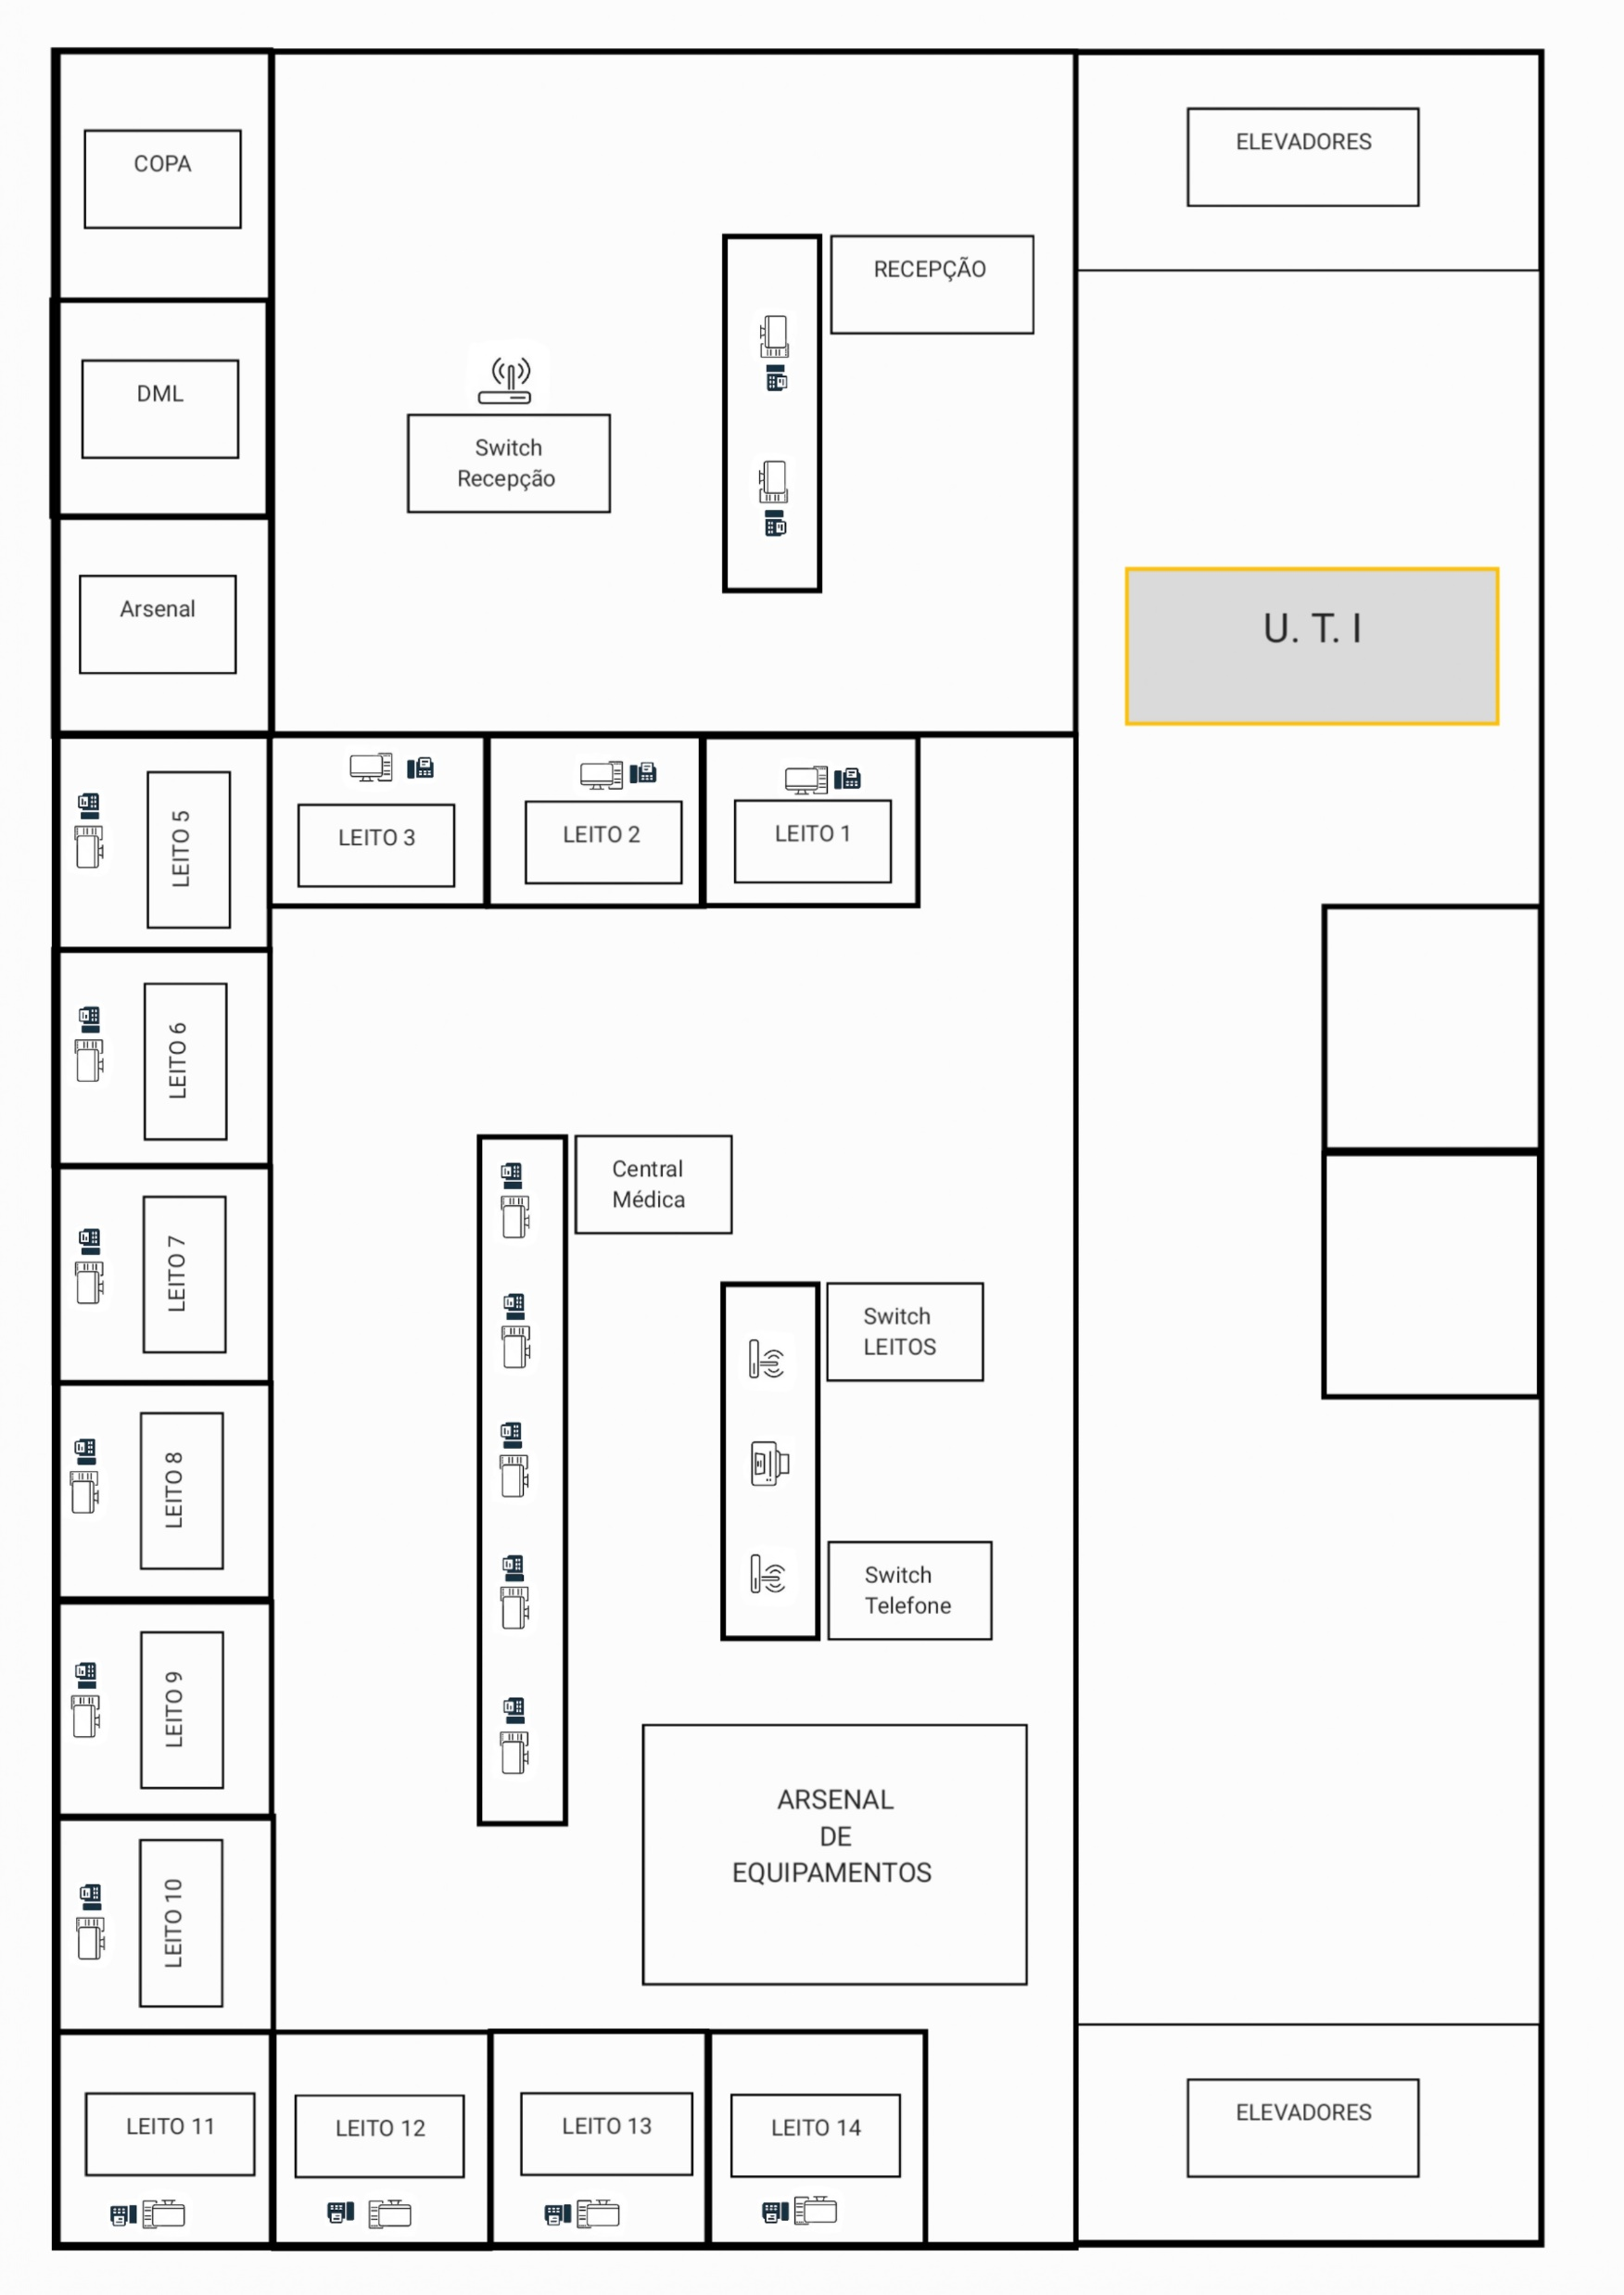 COPA
ELEVADORES
RECEPÇÃO
DML
Switch
Recepção
Arsenal
U. T. I
LEITO 5
LEITO 3
LEITO 2
LEITO 1
LEITO 6
Central
Médica
LEITO 7
Switch
LEITOS
LEITO 8
Switch
Telefone
LEITO 9
ARSENAL
DE
EQUIPAMENTOS
LEITO 10
LEITO 11
LEITO 12
LEITO 13
LEITO 14
ELEVADORES